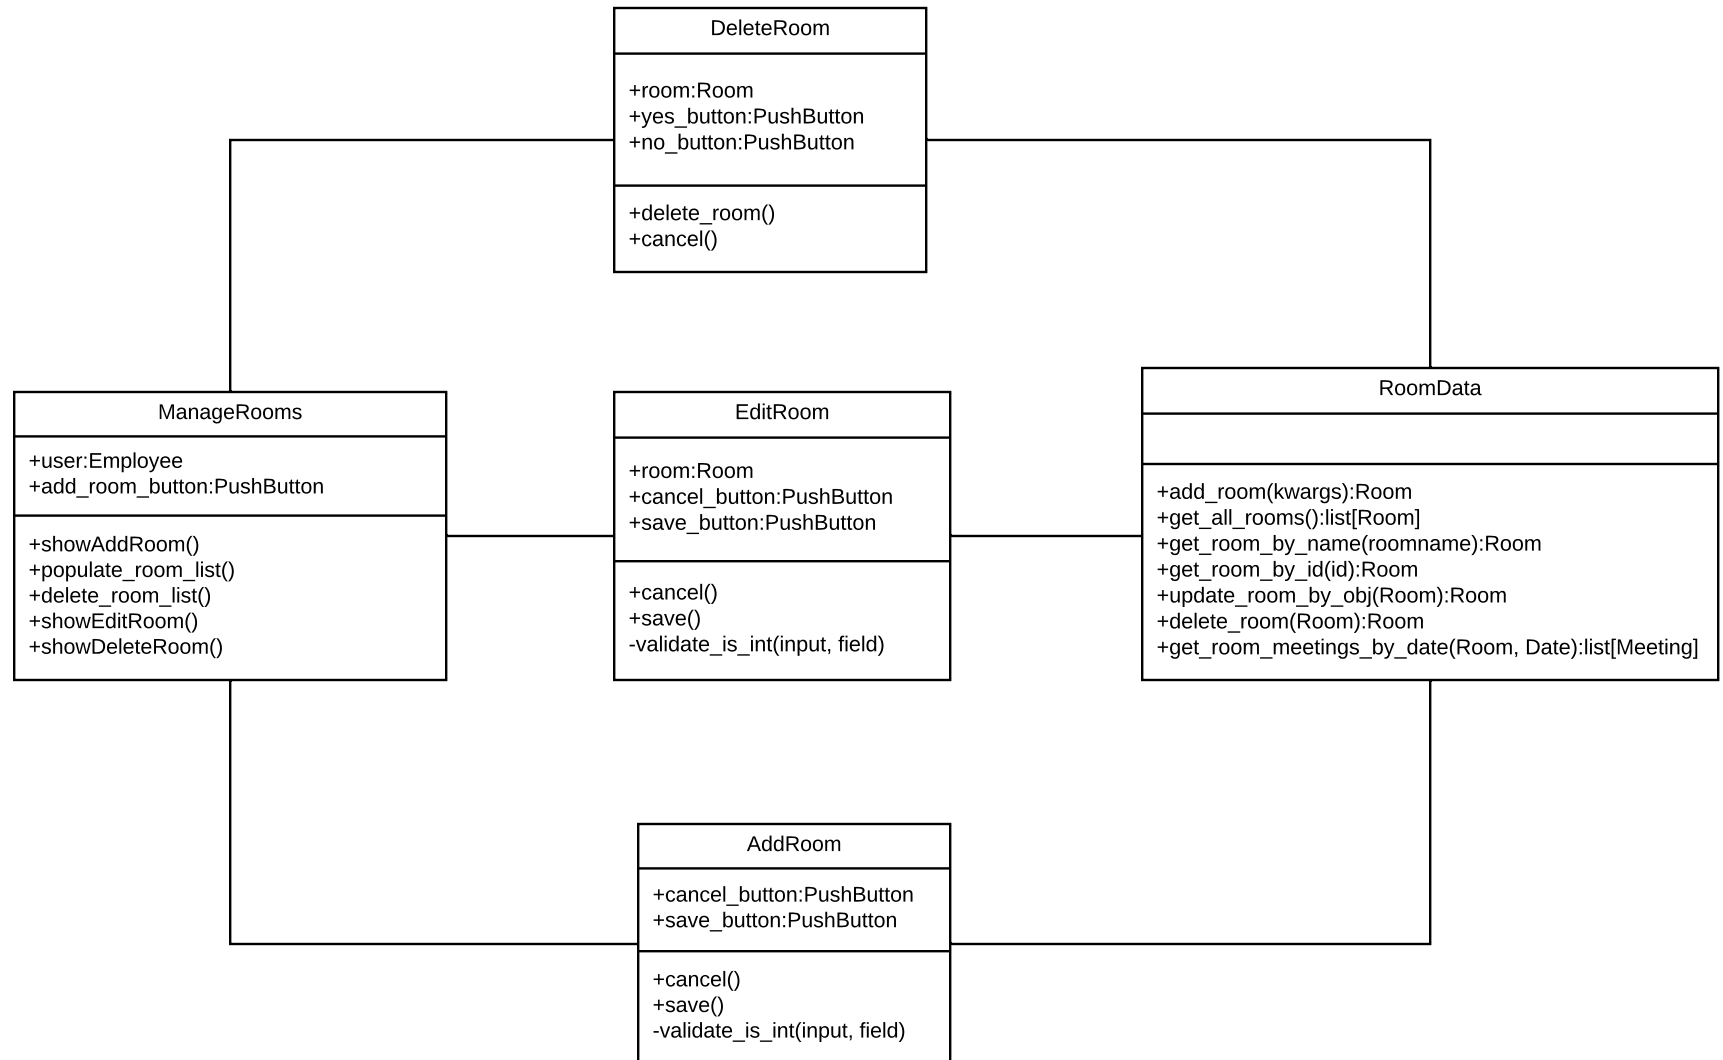 DeleteRoom
+room:Room
+yes_button:PushButton
+no_button:PushButton
+delete_room()
+cancel()
ManageRooms
+user:Employee
+add_room_button:PushButton
+showAddRoom()
+populate_room_list()
+delete_room_list()
+showEditRoom()
+showDeleteRoom()
EditRoom
+room:Room
+cancel_button:PushButton
+save_button:PushButton
+cancel()
+save()
-validate_is_int(input, field)
RoomData
+add_room(kwargs):Room
+get_all_rooms():list[Room]
+get_room_by_name(roomname):Room
+get_room_by_id(id):Room
+update_room_by_obj(Room):Room
+delete_room(Room):Room
+get_room_meetings_by_date(Room, Date):list[Meeting]
AddRoom
+cancel_button:PushButton
+save_button:PushButton
+cancel()
+save()
-validate_is_int(input, field)